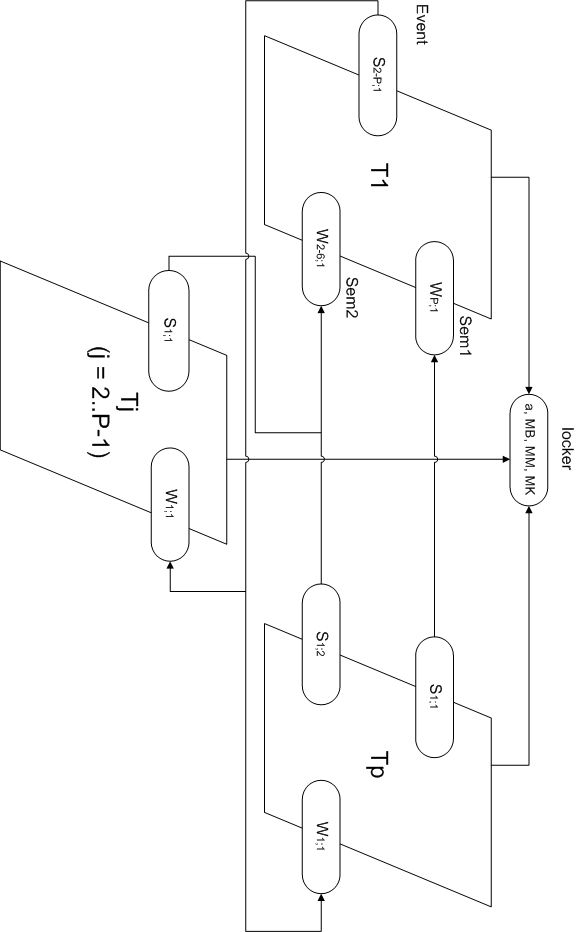 locker
a, MB, MM, MK
Event
S2-P;1
T1
WP;1
Sem1
W2-6;1
Sem2
S1;1
Tp
S1;2
W1;1
S1;1
Tj
(j = 2..P-1)
W1;1